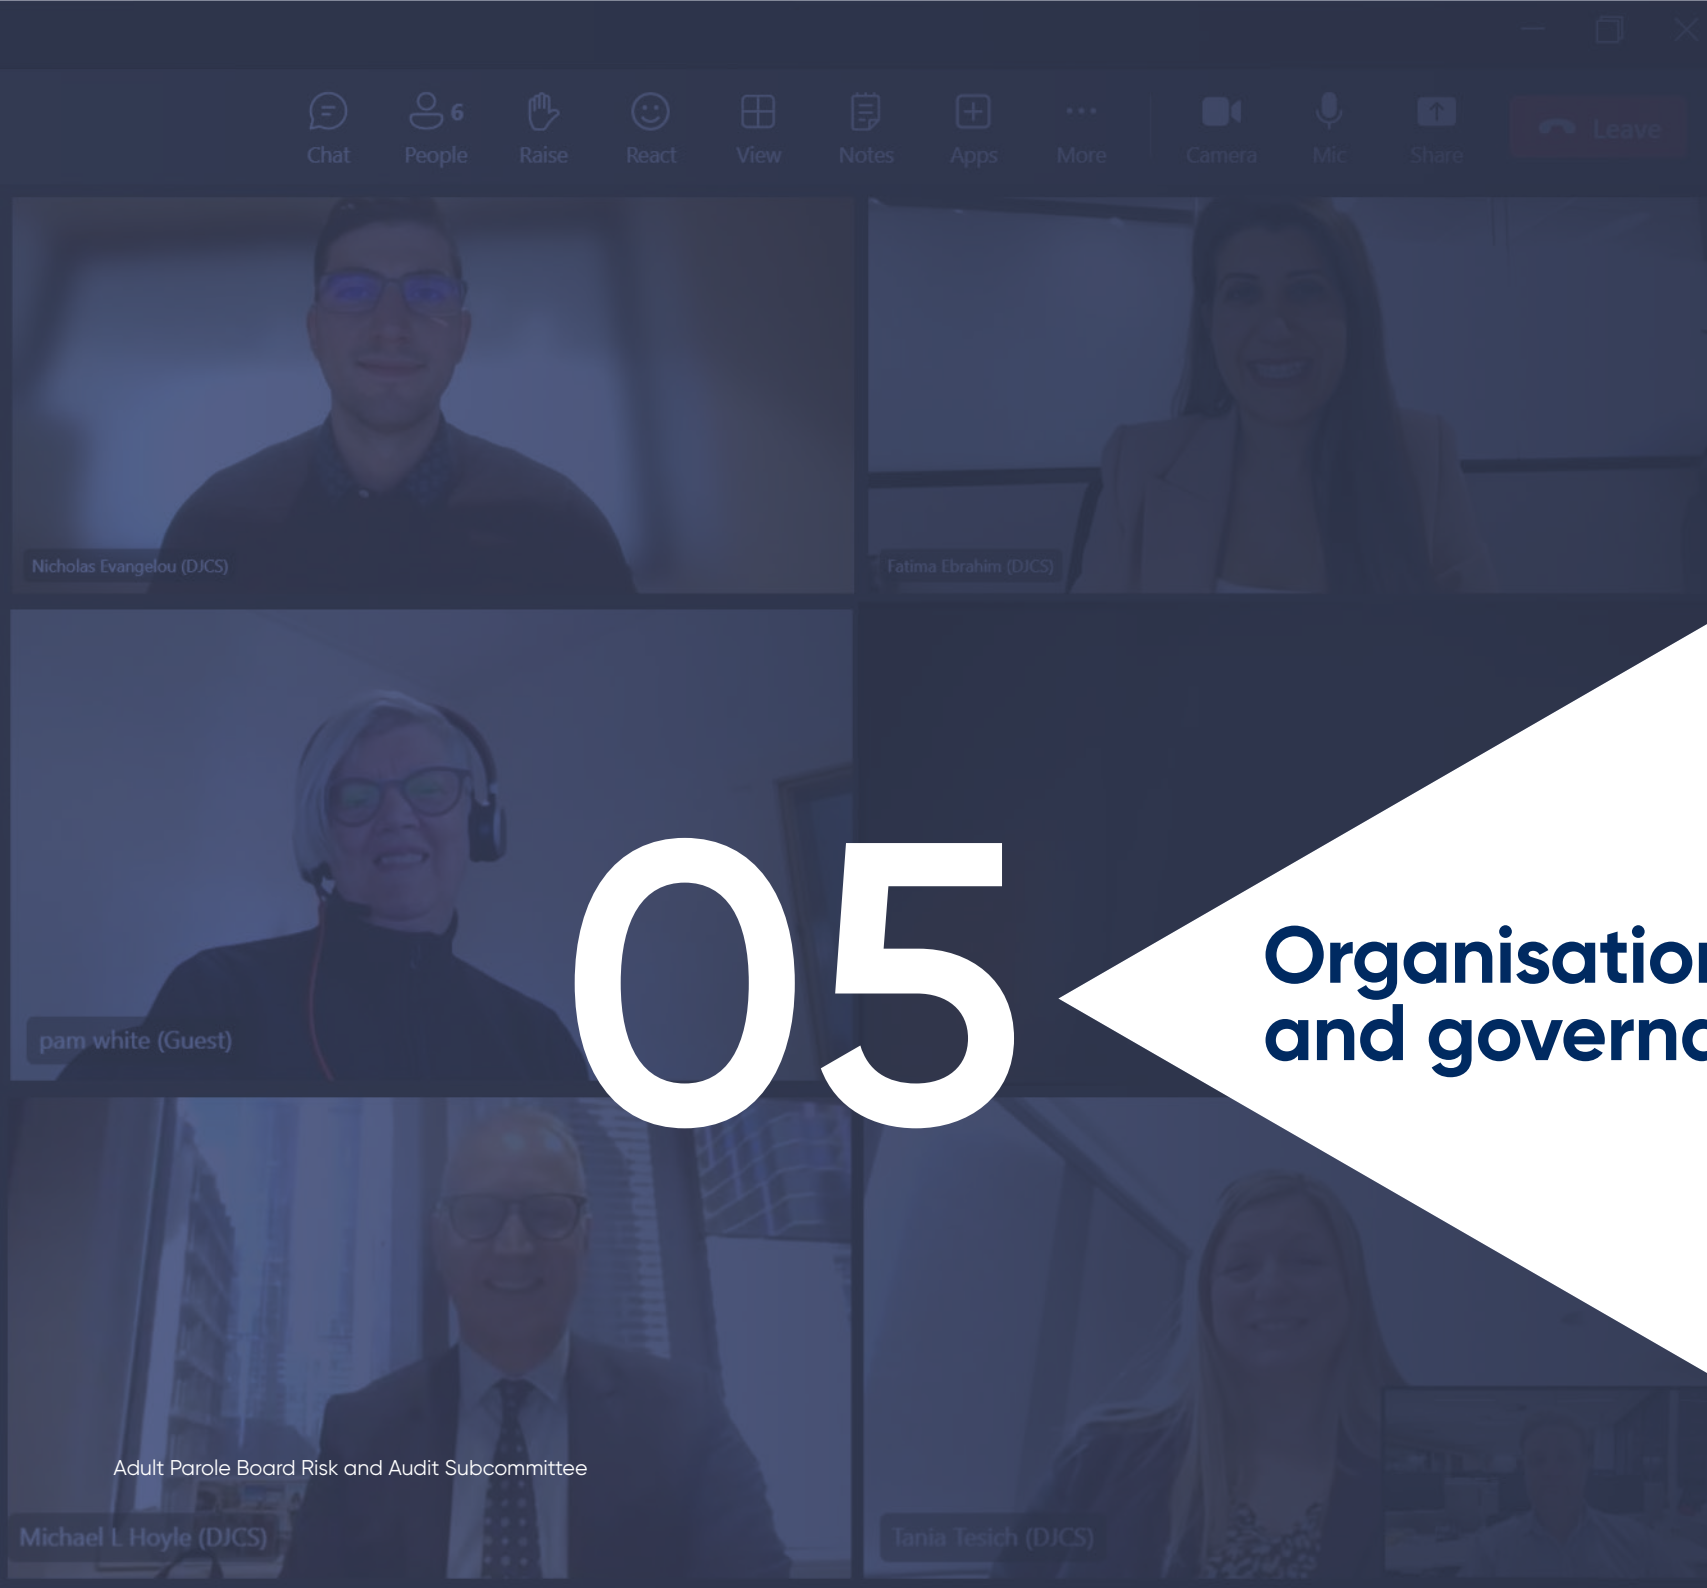 Chat
People
6
Raise
React
View
Notes
Apps
More
Camera
Mic
Share
Leave
Nicholas Evangelou (DJCS)
Fatima Ebrahim (DJCS)
pam white (Guest)
05
Organisation
and governa
Adult Parole Board Risk and Audit Subcommittee
Michael L Hoyle (DJCS)
Tania Tesich (DJCS)